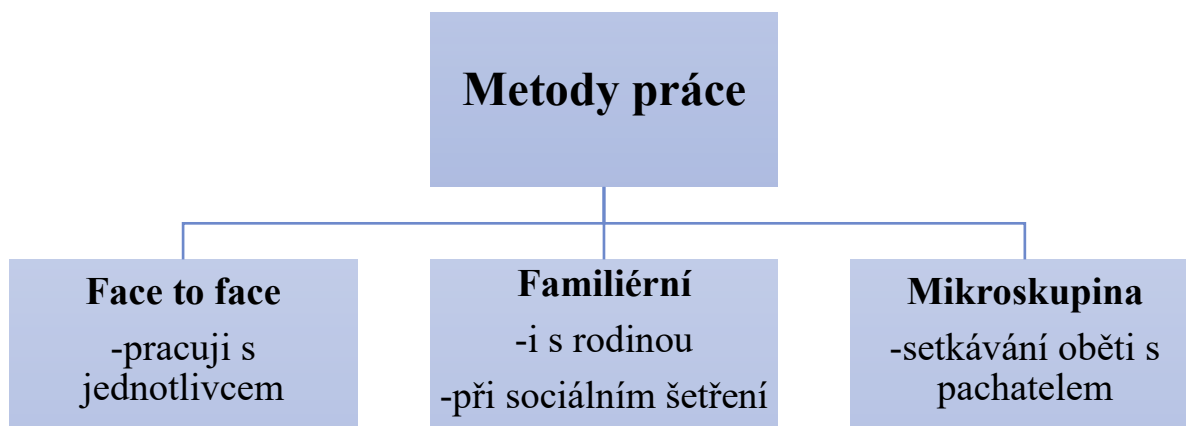 Metody práce
Face to face
-pracuji s
jednotlivcem
Familiérní
-i s rodinou
-při sociálním šetření
Mikroskupina
-setkávání oběti s
pachatelem